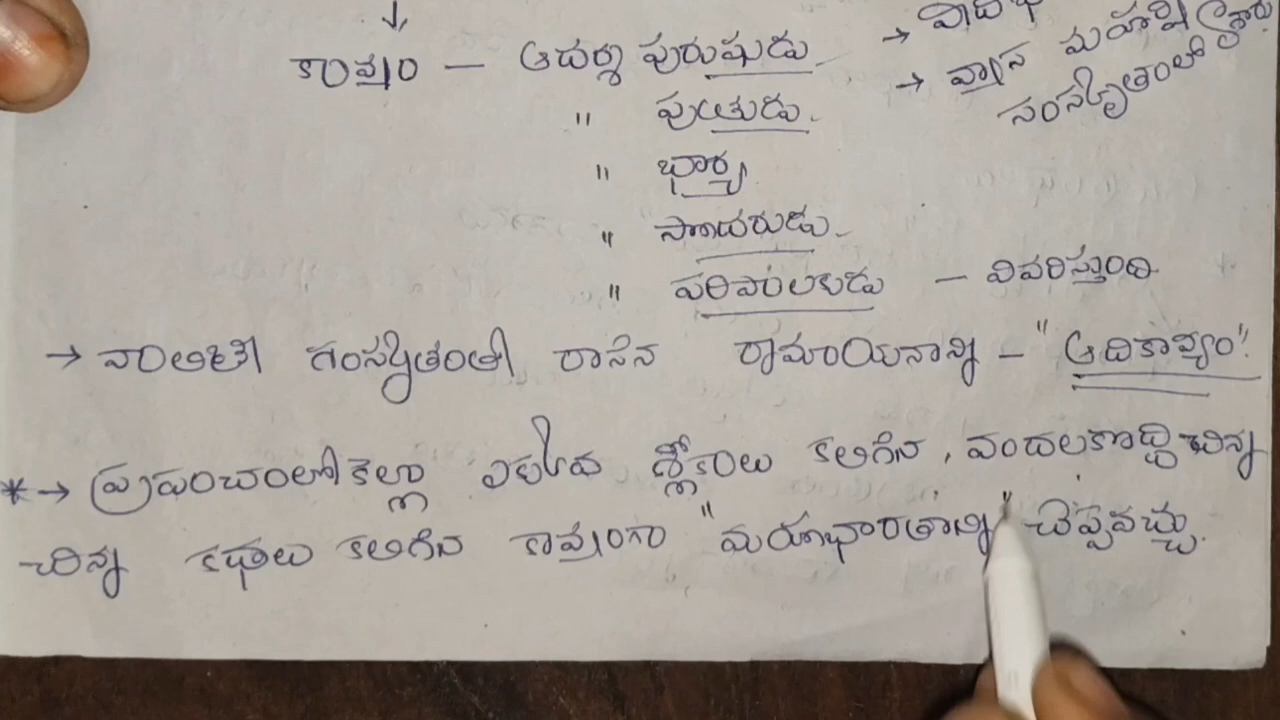 కావ్యం — ఆదర్శ పురుషుడు
" పుత్రుడు
" భార్య
" సోదరుడు
" పరిపాలకుడు — వివరిస్తుంది
→ వ్యాస మహర్షి
సంస్కృతంలో
→ వాల్మీకి సంస్కృతంలో రాసిన రామాయణాన్ని — "ఆదికావ్యం".
* → ప్రపంచంలోకెల్లా ఎక్కువ శ్లోకాలు కలిగిన, వందలకొద్ది చిన్న
చిన్న కథలు కలిగిన కావ్యంగా "మహాభారతాన్ని" చెప్పవచ్చు.